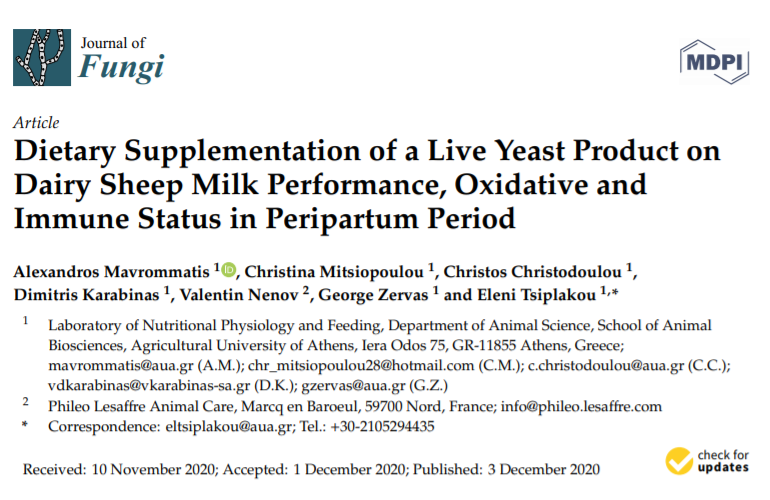 Journal of
Fungi
MDPI
Article
Dietary Supplementation of a Live Yeast Product on
Dairy Sheep Milk Performance, Oxidative and
Immune Status in Peripartum Period
Alexandros Mavrommatis 1 iD, Christina Mitsiopoulou 1, Christos Christodoulou 1,
Dimitris Karabinas 1, Valentin Nenov 2, George Zervas 1 and Eleni Tsiplakou 1,*
1 Laboratory of Nutritional Physiology and Feeding, Department of Animal Science, School of Animal
Biosciences, Agricultural University of Athens, Iera Odos 75, GR-11855 Athens, Greece;
mavrommatis@aua.gr (A.M.); chr_mitsiopoulou28@hotmail.com (C.M.); c.christodoulou@aua.gr (C.C.);
vdkarabinas@vkarabinas-sa.gr (D.K.); gzervas@aua.gr (G.Z.)
2 Phileo Lesaffre Animal Care, Marcq en Baroeul, 59700 Nord, France; info@phileo.lesaffre.com
* Correspondence: eltsiplakou@aua.gr; Tel.: +30-2105294435
Received: 10 November 2020; Accepted: 1 December 2020; Published: 3 December 2020
check for
updates